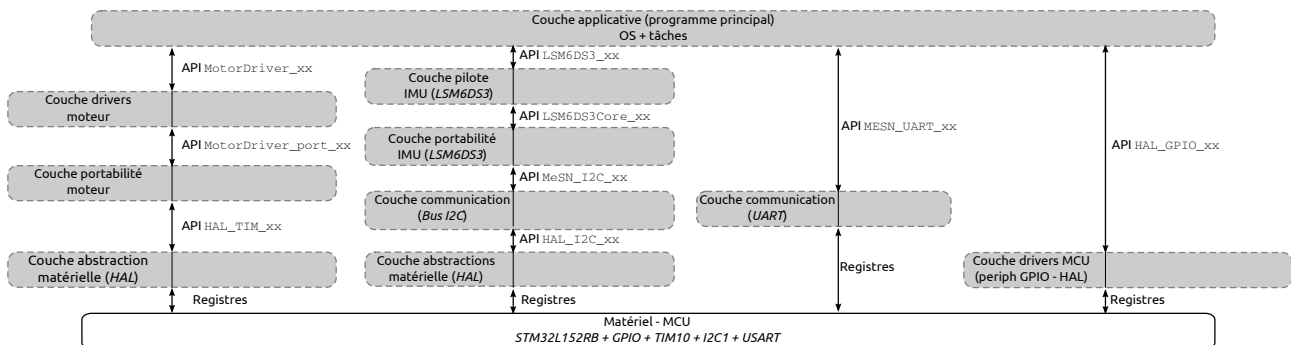 Couche applicative (programme principal)
OS + tâches
API MotorDriver_xx
Couche drivers
moteur
API MotorDriver_port_xx
Couche portabilité
moteur
API HAL_TIM_xx
Couche abstraction
matérielle (HAL)
Registres
API LSM6DS3_xx
Couche pilote
IMU (LSM6DS3)
API LSM6DS3Core_xx
Couche portabilité
IMU (LSM6DS3)
API MeSN_I2C_xx
Couche communication
(Bus I2C)
API HAL_I2C_xx
Couche abstractions
matérielle (HAL)
Registres
API MESN_UART_xx
Couche communication
(UART)
Registres
API HAL_GPIO_xx
Couche drivers MCU
(periph GPIO - HAL)
Registres
Matériel - MCU
STM32L152RB + GPIO + TIM10 + I2C1 + USART